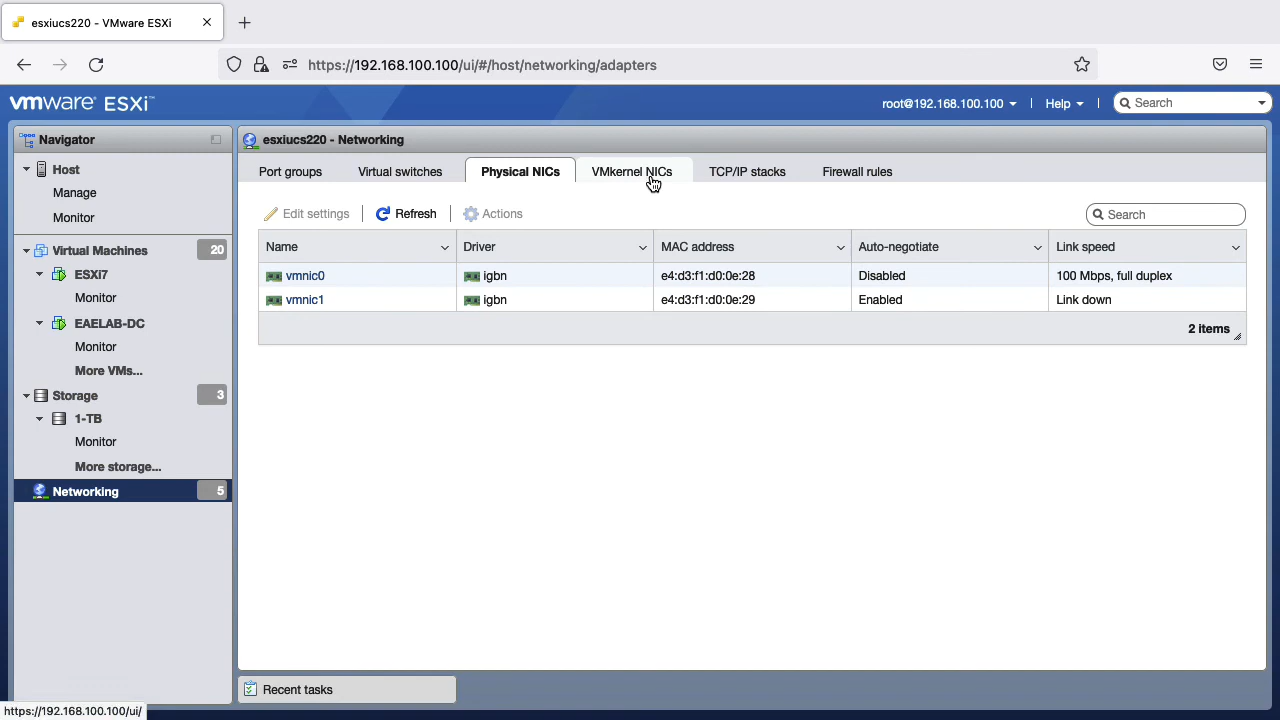 esxiucs220 - VMware ESXi
https://192.168.100.100/ui/#/host/networking/adapters
vmware ESXi™
root@192.168.100.100
Help
Search
Navigator
Host
Manage
Monitor
Virtual Machines
20
ESXi7
Monitor
EAELAB-DC
Monitor
More VMs...
Storage
3
1-TB
Monitor
More storage...
Networking
5
esxiucs220 - Networking
Port groups
Virtual switches
Physical NICs
VMkernel NICs
TCP/IP stacks
Firewall rules
Edit settings
Refresh
Actions
Search
Name Driver MAC address Auto-negotiate Link speed
vmnic0 igbn e4:d3:f1:d0:0e:28 Disabled 100 Mbps, full duplex
vmnic1 igbn e4:d3:f1:d0:0e:29 Enabled Link down
2 items
Recent tasks
https://192.168.100.100/ui/